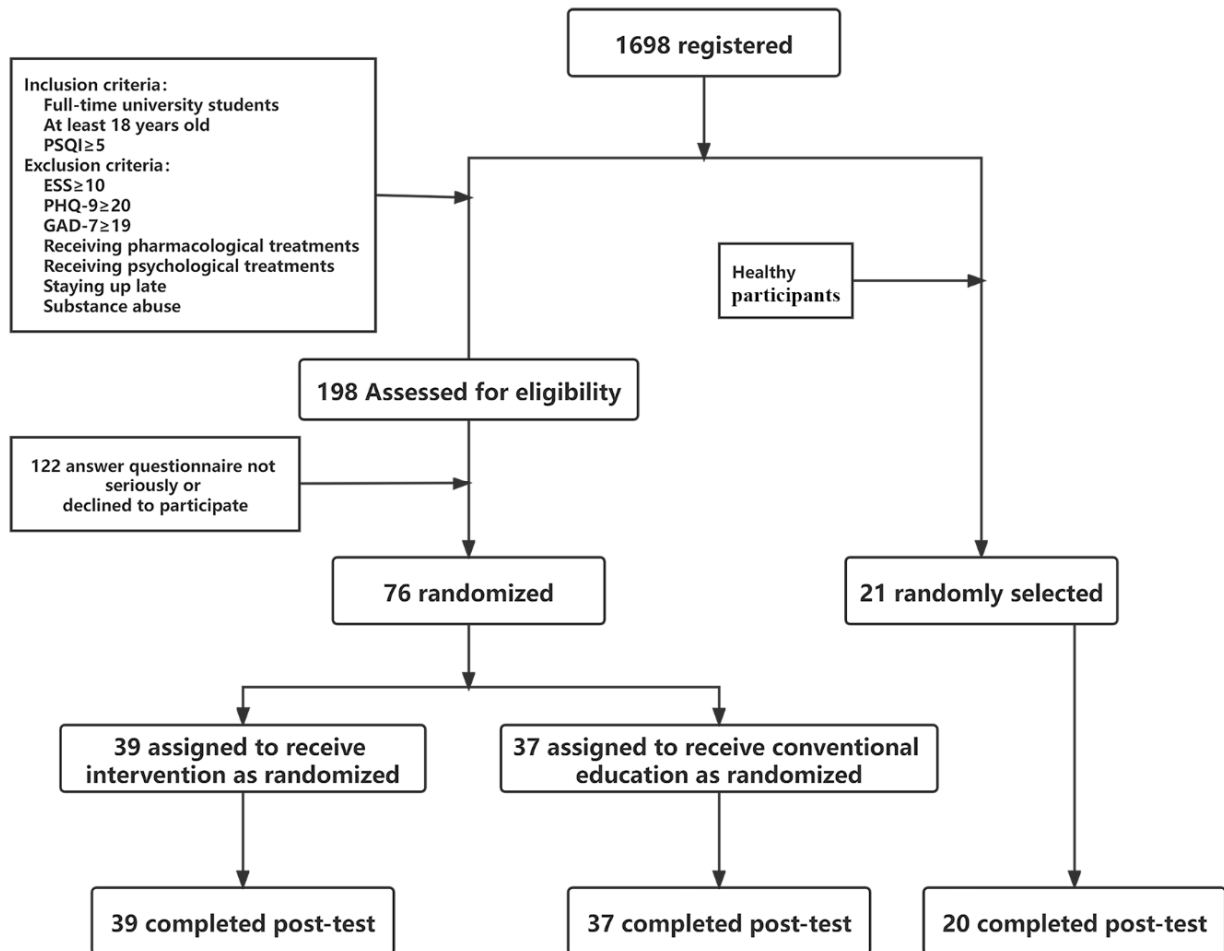 1698 registered
Inclusion criteria:
Full-time university students
At least 18 years old
PSQI≥5
Exclusion criteria:
ESS≥10
PHQ-9≥20
GAD-7≥19
Receiving pharmacological treatments
Receiving psychological treatments
Staying up late
Substance abuse
Healthy
participants
198 Assessed for eligibility
122 answer questionnaire not
seriously or
declined to participate
76 randomized
21 randomly selected
39 assigned to receive
intervention as randomized
37 assigned to receive conventional
education as randomized
39 completed post-test
37 completed post-test
20 completed post-test